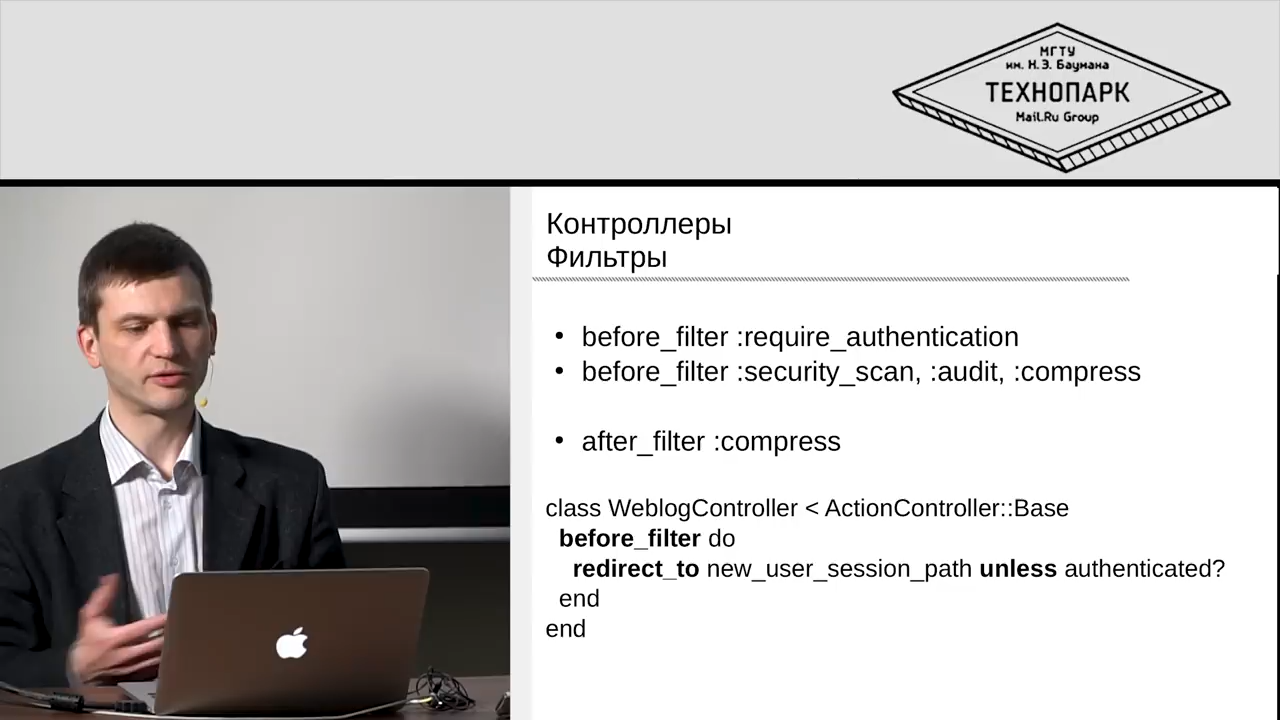 МГТУ
им. Н.Э. Баумана
ТЕХНОПАРК
Mail.Ru Group
Контроллеры
Фильтры
• before_filter :require_authentication
• before_filter :security_scan, :audit, :compress
• after_filter :compress
class WeblogController < ActionController::Base
before_filter do
redirect_to new_user_session_path unless authenticated?
end
end